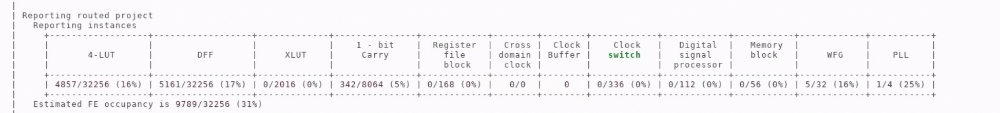 |
| Reporting routed project
|   Reporting instances
|     +------------------+------------------+-------------+---------------+------------+--------+--------+------------+------------+-----------+------------+-----------+
|     |                  |                  |             |    1 - bit    |  Register  |  Cross | Clock  |    Clock   |   Digital  |   Memory  |            |           |
|     |       4-LUT      |        DFF       |     XLUT    |     Carry     |    file    | domain | Buffer |   switch   |   signal   |   block   |     WFG    |    PLL    |
|     |                  |                  |             |               |    block   |  clock |        |            |  processor |           |            |           |
|     +------------------+------------------+-------------+---------------+------------+--------+--------+------------+------------+-----------+------------+-----------+
|     | 4857/32256 (16%) | 5161/32256 (17%) | 0/2016 (0%) | 342/8064 (5%) | 0/168 (0%) |   0/0  |    0   | 0/336 (0%) | 0/112 (0%) | 0/56 (0%) | 5/32 (16%) | 1/4 (25%) |
|     +------------------+------------------+-------------+---------------+------------+--------+--------+------------+------------+-----------+------------+-----------+
|   Estimated FE occupancy is 9789/32256 (31%)
|